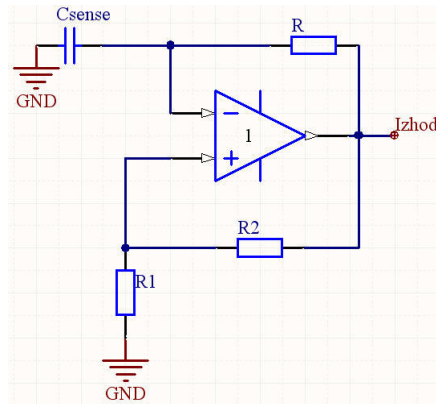 Csense
R
GND
1
Izhod
R2
R1
GND